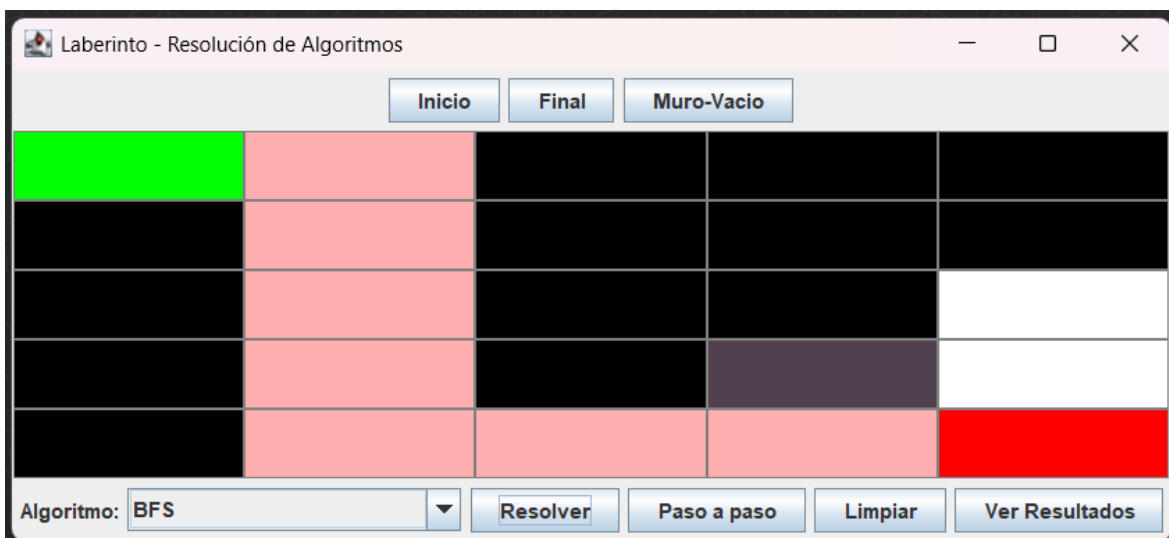 Laberinto - Resolución de Algoritmos
Inicio Final Muro-Vacio
Algoritmo: BFS Resolver Paso a paso Limpiar Ver Resultados